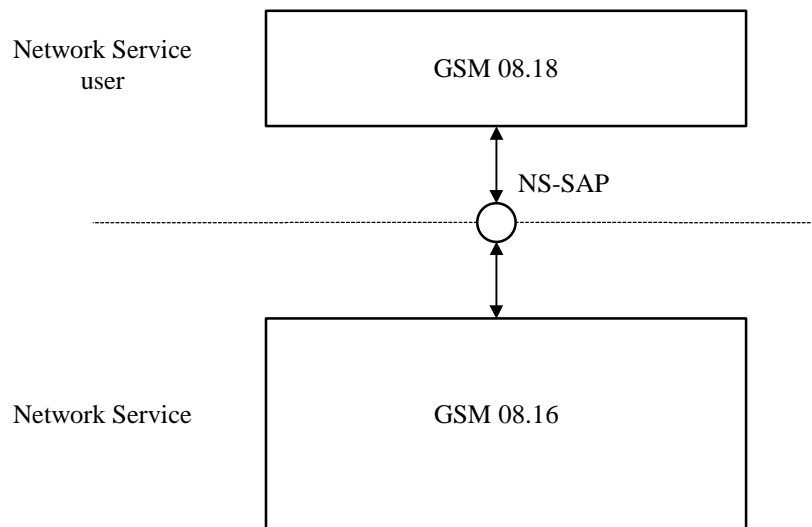 Network Service
user
GSM 08.18
NS-SAP
Network Service
GSM 08.16